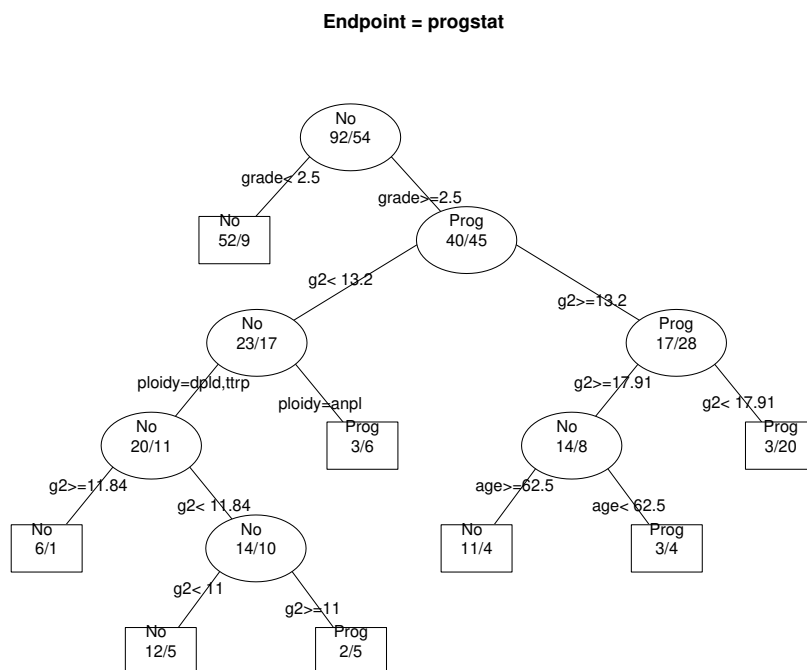 Endpoint = progstat
No
92/54
grade< 2.5
grade>=2.5
No
52/9
Prog
40/45
g2< 13.2
g2>=13.2
No
23/17
Prog
17/28
ploidy=dpld,ttrp
ploidy=anpl
g2>=17.91
g2< 17.91
No
20/11
Prog
3/6
No
14/8
Prog
3/20
g2>=11.84
g2< 11.84
age>=62.5
age< 62.5
No
6/1
No
14/10
No
11/4
Prog
3/4
g2< 11
g2>=11
No
12/5
Prog
2/5